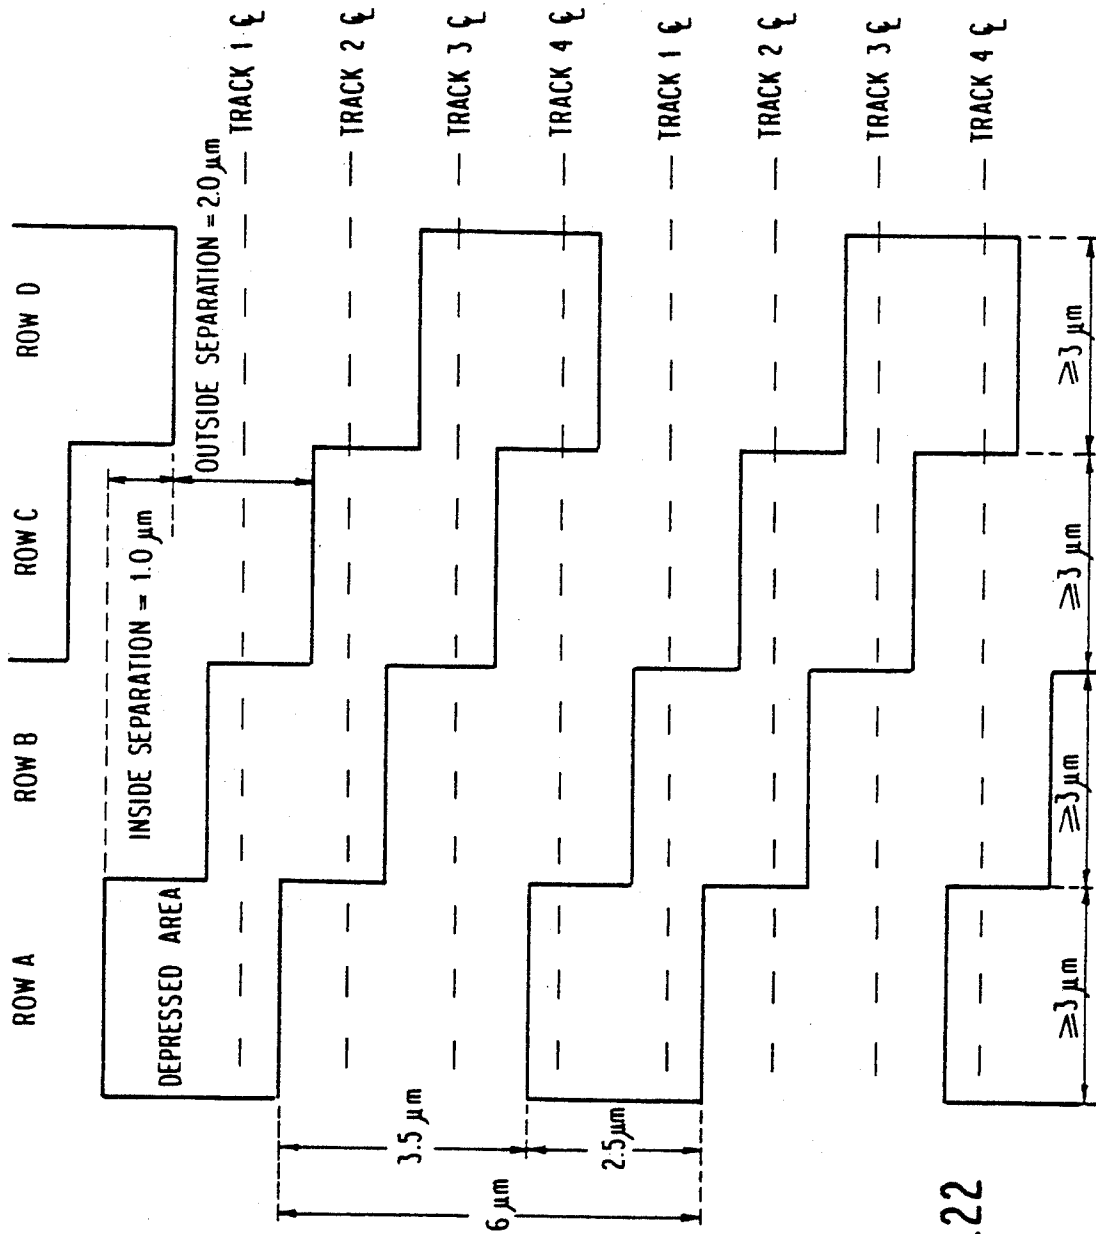 ROW A
ROW B
ROW C
ROW D
INSIDE SEPARATION = 1.0 µm
OUTSIDE SEPARATION = 2.0 µm
DEPRESSED AREA
TRACK 1 ℄
TRACK 2 ℄
TRACK 3 ℄
TRACK 4 ℄
TRACK 1 ℄
TRACK 2 ℄
TRACK 3 ℄
TRACK 4 ℄
3.5 µm
2.5 µm
6 µm
≥3 µm
≥3 µm
≥3 µm
≥3 µm
.22